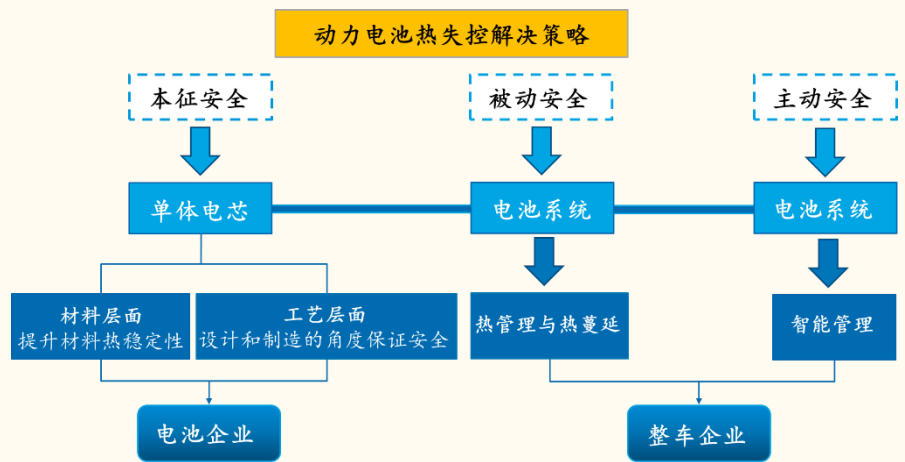 动力电池热失控解决策略
本征安全
被动安全
主动安全
单体电芯
电池系统
电池系统
材料层面
提升材料热稳定性
工艺层面
设计和制造的角度保证安全
热管理与热蔓延
智能管理
电池企业
整车企业